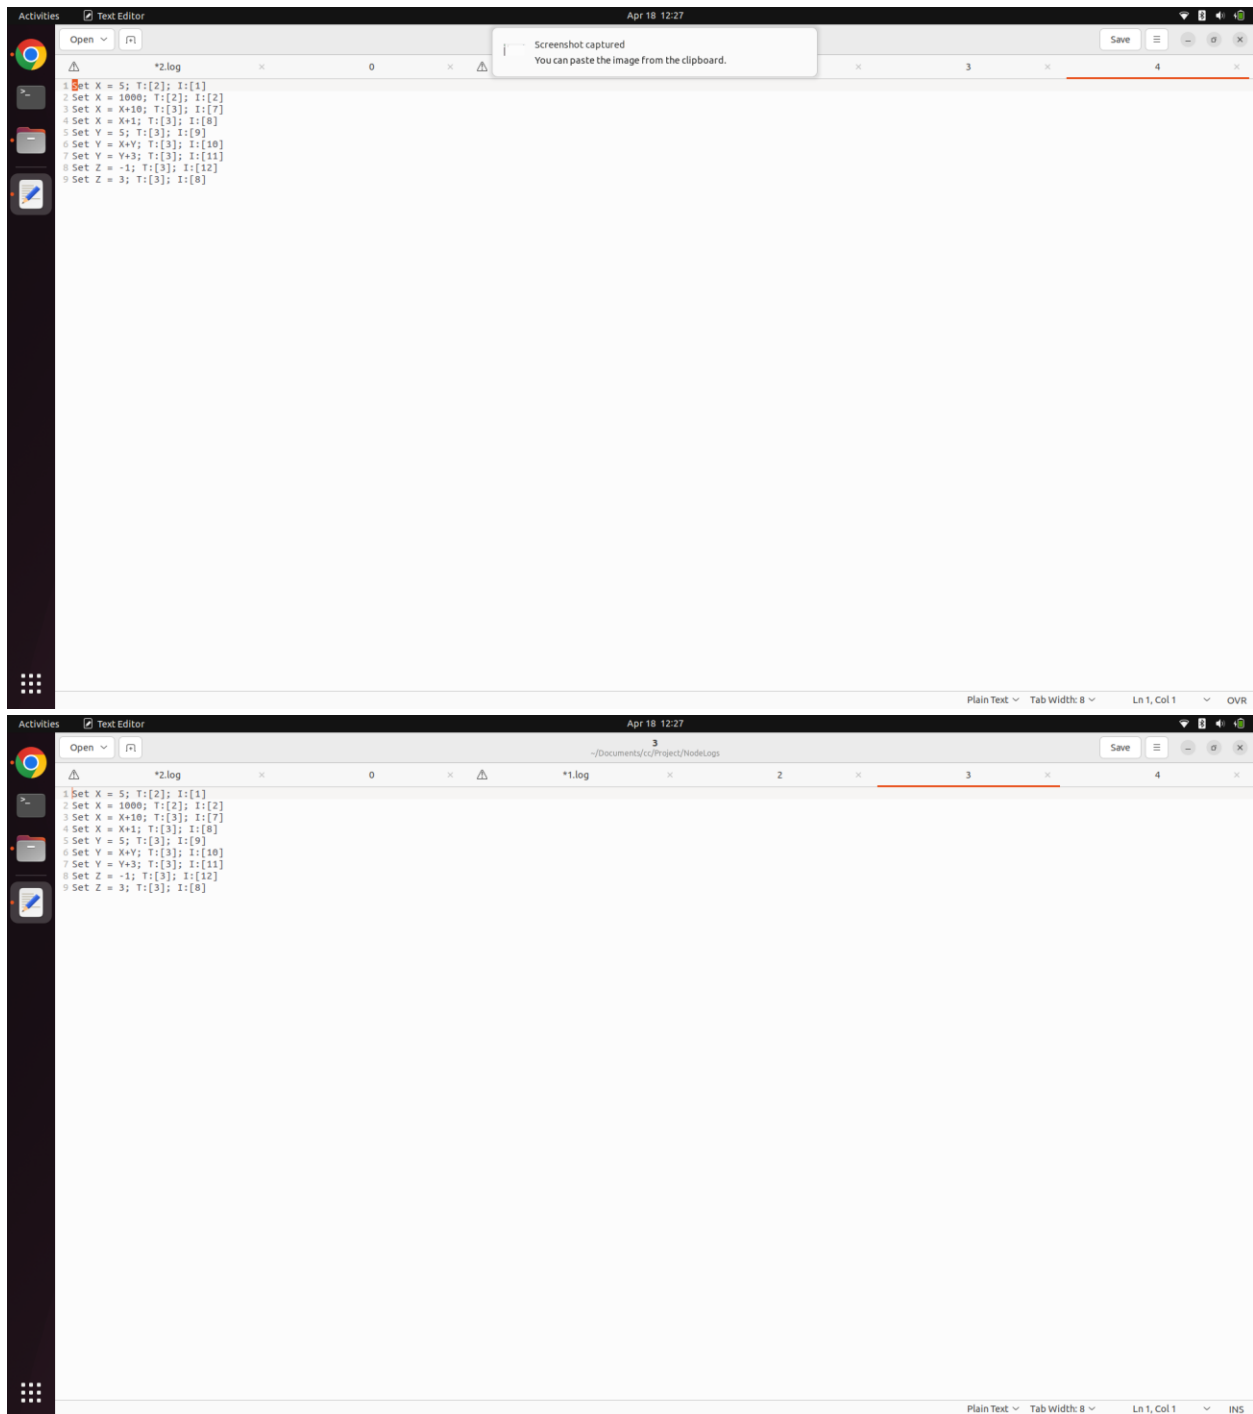 Activities Text Editor Apr 18 12:27
Open Save
Screenshot captured
You can paste the image from the clipboard.
*2.log 0 3 4
1 Set X = 5; T:[2]; I:[1]
2 Set X = 1000; T:[2]; I:[2]
3 Set X = X+10; T:[3]; I:[7]
4 Set X = X+1; T:[3]; I:[8]
5 Set Y = 5; T:[3]; I:[9]
6 Set Y = X+Y; T:[3]; I:[10]
7 Set Y = Y+3; T:[3]; I:[11]
8 Set Z = -1; T:[3]; I:[12]
9 Set Z = 3; T:[3]; I:[8]
Plain Text Tab Width: 8 Ln 1, Col 1 OVR
Activities Text Editor Apr 18 12:27
Open 3 Save
~/Documents/cc/Project/NodeLogs
*2.log 0 *1.log 2 3 4
1 Set X = 5; T:[2]; I:[1]
2 Set X = 1000; T:[2]; I:[2]
3 Set X = X+10; T:[3]; I:[7]
4 Set X = X+1; T:[3]; I:[8]
5 Set Y = 5; T:[3]; I:[9]
6 Set Y = X+Y; T:[3]; I:[10]
7 Set Y = Y+3; T:[3]; I:[11]
8 Set Z = -1; T:[3]; I:[12]
9 Set Z = 3; T:[3]; I:[8]
Plain Text Tab Width: 8 Ln 1, Col 1 INS